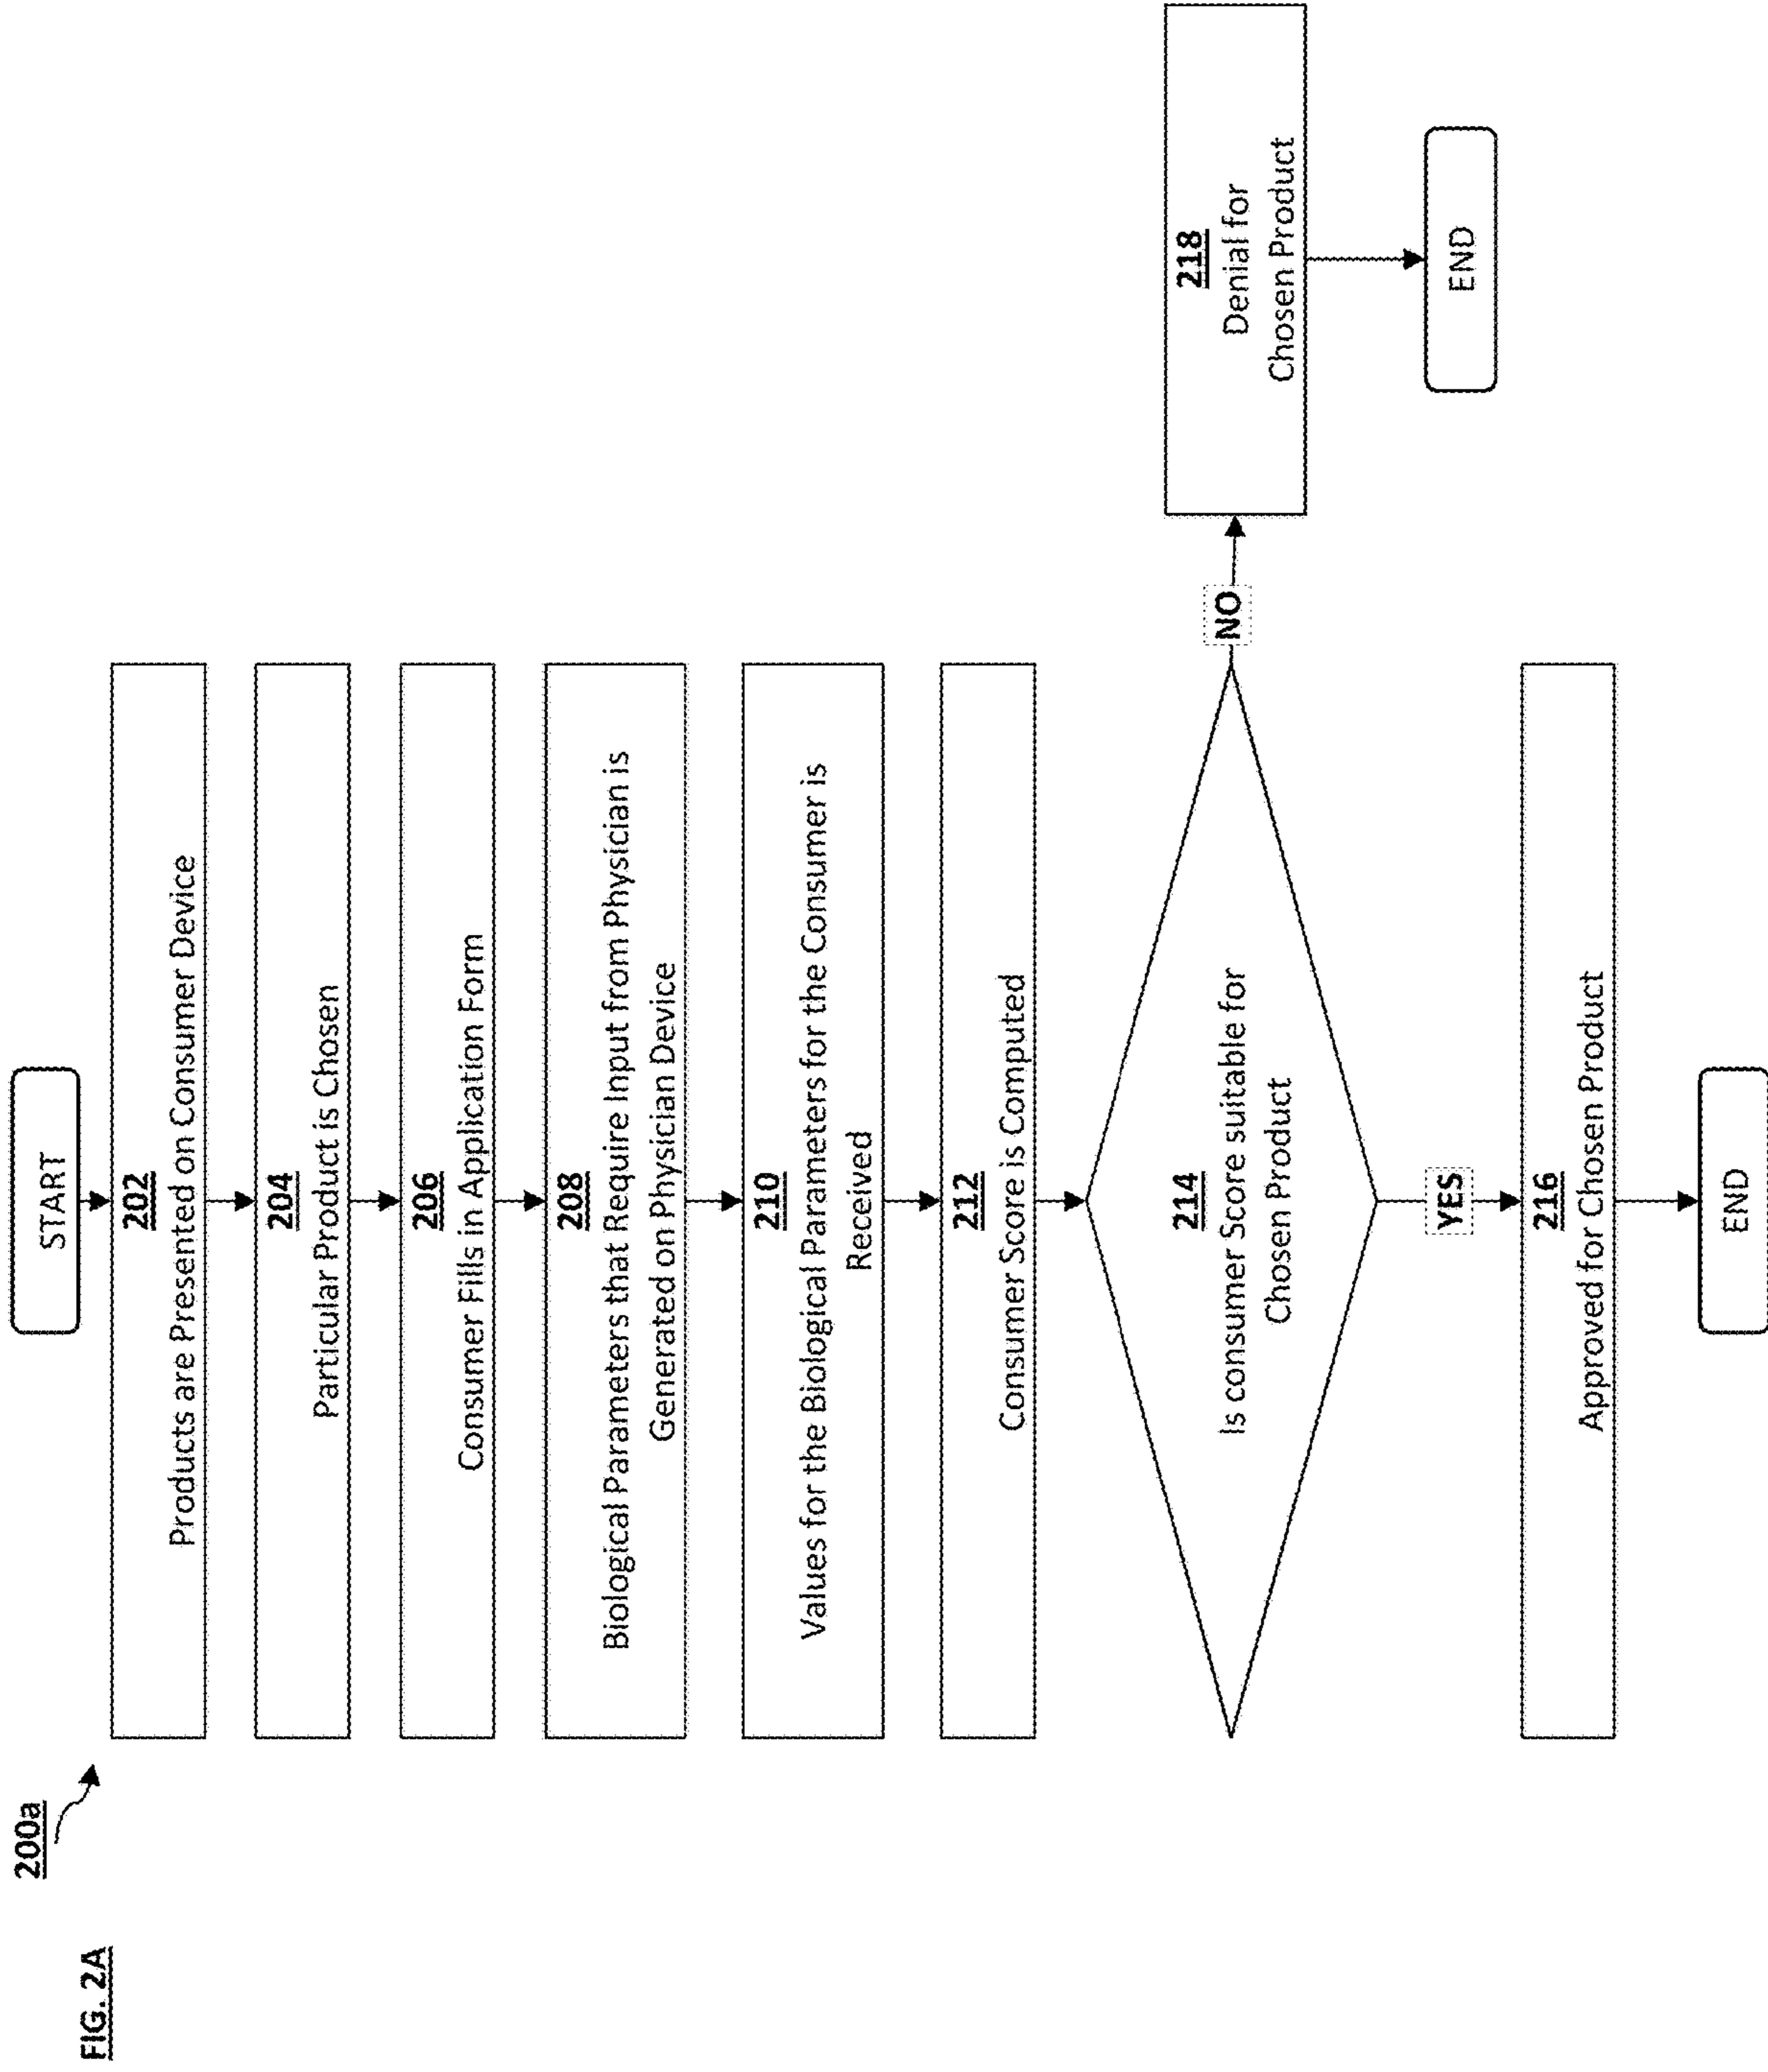 FIG. 2A
200a
START
202
Products are Presented on Consumer Device
204
Particular Product is Chosen
206
Consumer Fills in Application Form
208
Biological Parameters that Require Input from Physician is
Generated on Physician Device
210
Values for the Biological Parameters for the Consumer is
Received
212
Consumer Score is Computed
214
Is consumer Score suitable for
Chosen Product
NO
218
Denial for
Chosen Product
END
YES
216
Approved for Chosen Product
END